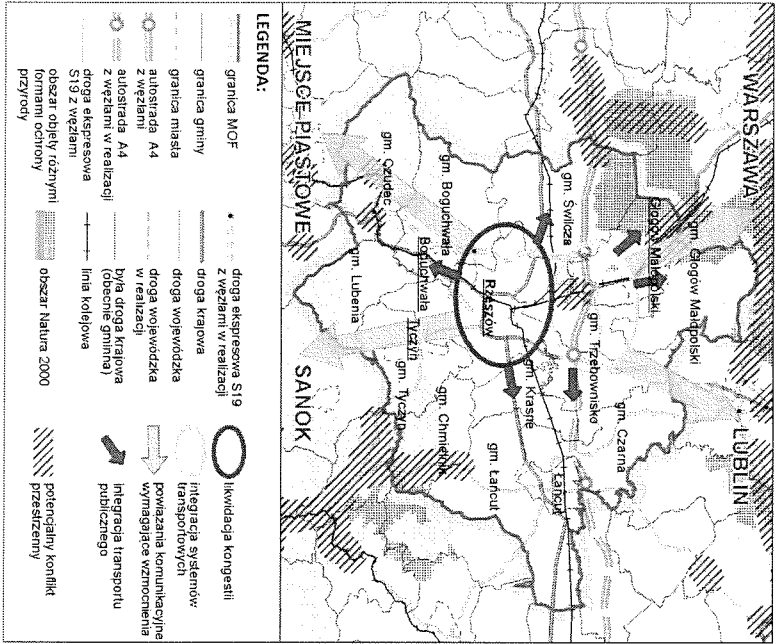 WARSZAWA
LUBLIN
gm. Głogów Małopolski
Głogów Małopolski
gm. Świlcza
gm. Trzebownisko
gm. Czarna
Rzeszów
gm. Krasne
Łańcut
gm. Łańcut
gm. Boguchwała
Boguchwała
gm. Czudec
gm. Lubenia
Tyczyn
gm. Tyczyn
gm. Chmielnik
MIEJSCE PIASTOWE
SANOK
LEGENDA:
granica MOF
granica gminy
granica miasta
autostrada A4
z węzłami
autostrada A4
z węzłami w realizacji
droga ekspresowa
S19 z węzłami
obszar objęty różnymi
formami ochrony
przyrody
droga ekspresowa S19
z węzłami w realizacji
droga krajowa
droga wojewódzka
droga wojewódzka
w realizacji
była droga krajowa
(obecnie gminna)
linia kolejowa
obszar Natura 2000
likwidacja kongestii
integracja systemów
transportowych
powiązania komunikacyjne
wymagające wzmocnienia
integracja transportu
publicznego
potencjalny konflikt
przestrzenny